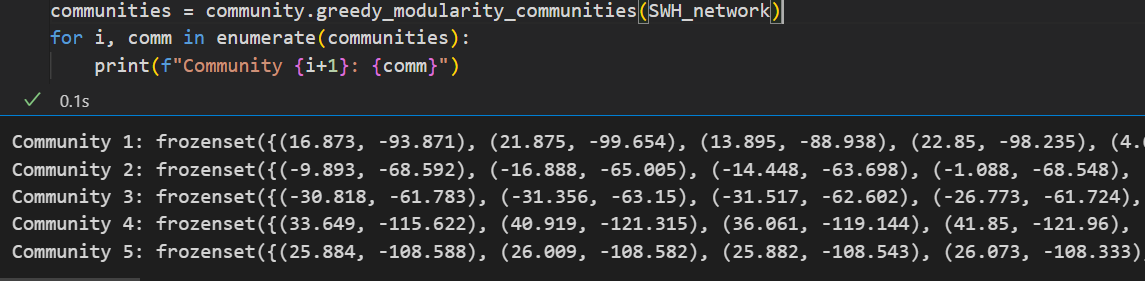 communities = community.greedy_modularity_communities(SWH_network)
for i, comm in enumerate(communities):
print(f"Community {i+1}: {comm}")
0.1s
Community 1: frozenset({(16.873, -93.871), (21.875, -99.654), (13.895, -88.938), (22.85, -98.235), (4.
Community 2: frozenset({(-9.893, -68.592), (-16.888, -65.005), (-14.448, -63.698), (-1.088, -68.548),
Community 3: frozenset({(-30.818, -61.783), (-31.356, -63.15), (-31.517, -62.602), (-26.773, -61.724),
Community 4: frozenset({(33.649, -115.622), (40.919, -121.315), (36.061, -119.144), (41.85, -121.96),
Community 5: frozenset({(25.884, -108.588), (26.009, -108.582), (25.882, -108.543), (26.073, -108.333)